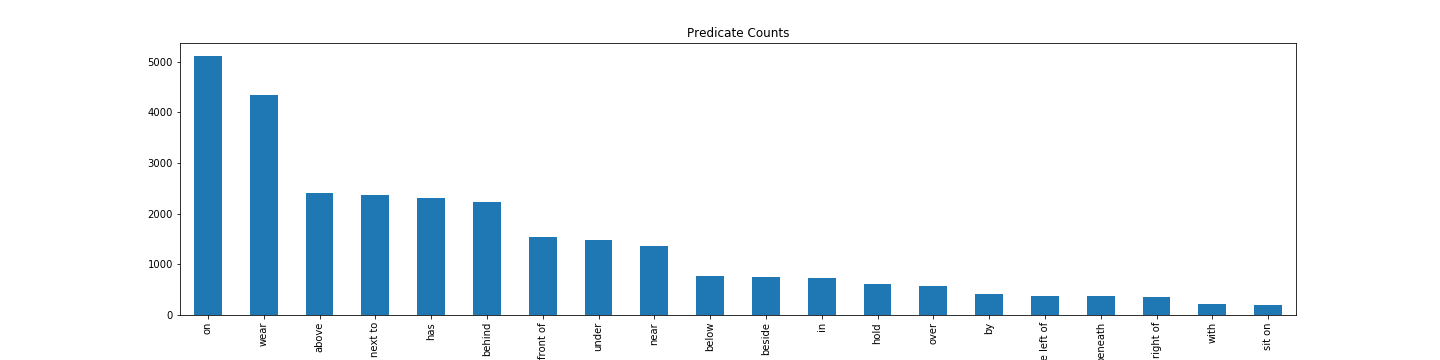 Predicate Counts
5000
4000
3000
2000
1000
0
on
wear
above
next to
has
behind
front of
under
near
below
beside
in
hold
over
by
e left of
eneath
right of
with
sit on